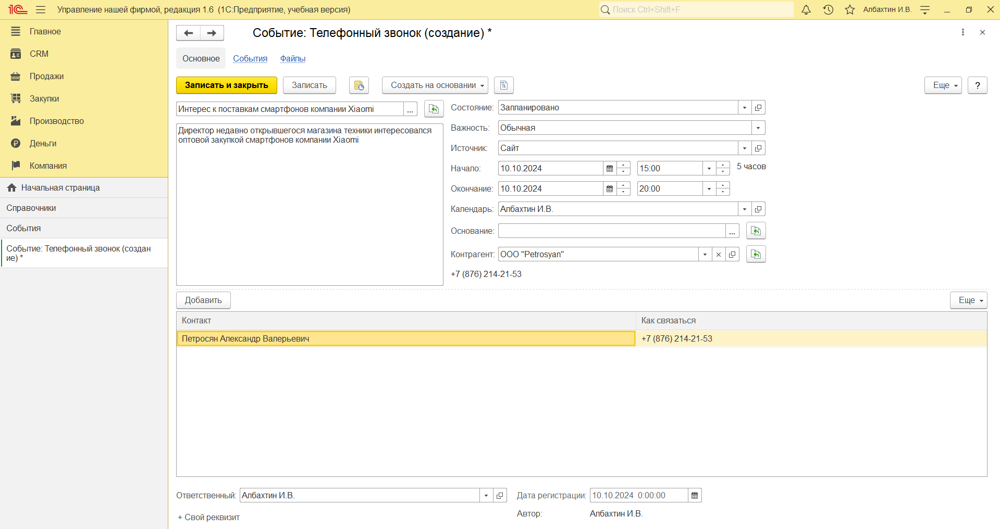 1С Управление нашей фирмой, редакция 1.6 (1С:Предприятие, учебная версия) Поиск Ctrl+Shift+F Албахтин И.В.
Главное
CRM
Продажи
Закупки
Производство
Деньги
Компания
Начальная страница
Справочники
События
Событие: Телефонный звонок (создан
ие) *
Событие: Телефонный звонок (создание) *
Основное События Файлы
Записать и закрыть Записать Создать на основании Еще ?
Интерес к поставкам смартфонов компании Xiaomi ...
Директор недавно открывшегося магазина техники интересовался
оптовой закупкой смартфонов компании Xiaomi
Состояние: Запланировано
Важность: Обычная
Источник: Сайт
Начало: 10.10.2024 15:00 5 часов
Окончание: 10.10.2024 20:00
Календарь: Албахтин И.В.
Основание: ...
Контрагент: ООО "Petrosyan"
+7 (876) 214-21-53
Добавить Еще
Контакт Как связаться
Петросян Александр Валерьевич +7 (876) 214-21-53
Ответственный: Албахтин И.В. Дата регистрации: 10.10.2024 0:00:00
+ Свой реквизит Автор: Албахтин И.В.